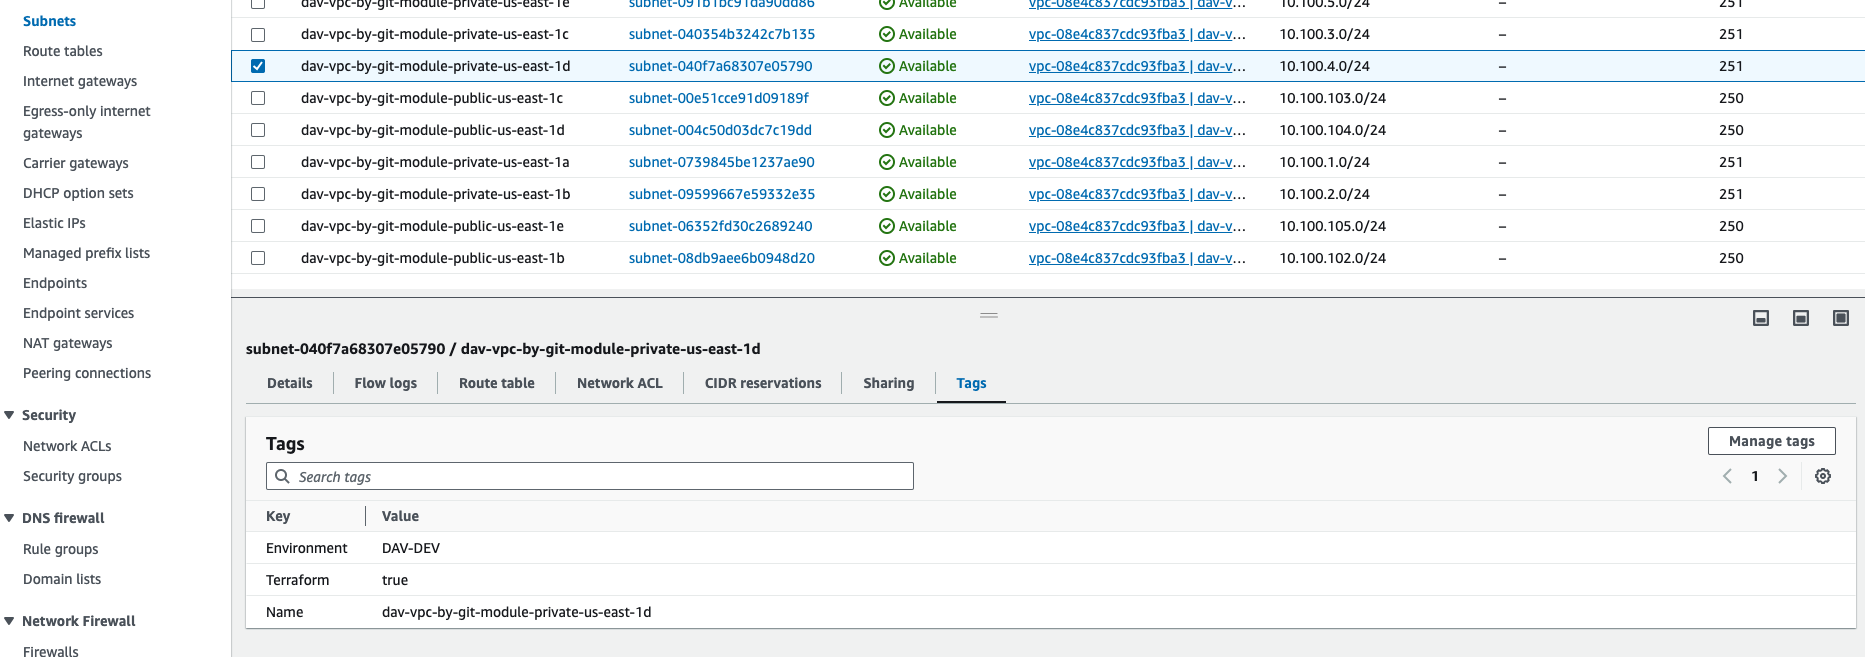 Subnets
Route tables
Internet gateways
Egress-only internet
gateways
Carrier gateways
DHCP option sets
Elastic IPs
Managed prefix lists
Endpoints
Endpoint services
NAT gateways
Peering connections
Security
Network ACLs
Security groups
DNS firewall
Rule groups
Domain lists
Network Firewall
Firewalls
dav-vpc-by-git-module-private-us-east-1e subnet-091b1bc91da90dd86 Available vpc-08e4c837cdc93fba3 | dav-v... 10.100.5.0/24 – 251
dav-vpc-by-git-module-private-us-east-1c subnet-040354b3242c7b135 Available vpc-08e4c837cdc93fba3 | dav-v... 10.100.3.0/24 – 251
dav-vpc-by-git-module-private-us-east-1d subnet-040f7a68307e05790 Available vpc-08e4c837cdc93fba3 | dav-v... 10.100.4.0/24 – 251
dav-vpc-by-git-module-public-us-east-1c subnet-00e51cce91d09189f Available vpc-08e4c837cdc93fba3 | dav-v... 10.100.103.0/24 – 250
dav-vpc-by-git-module-public-us-east-1d subnet-004c50d03dc7c19dd Available vpc-08e4c837cdc93fba3 | dav-v... 10.100.104.0/24 – 250
dav-vpc-by-git-module-private-us-east-1a subnet-0739845be1237ae90 Available vpc-08e4c837cdc93fba3 | dav-v... 10.100.1.0/24 – 251
dav-vpc-by-git-module-private-us-east-1b subnet-09599667e59332e35 Available vpc-08e4c837cdc93fba3 | dav-v... 10.100.2.0/24 – 251
dav-vpc-by-git-module-public-us-east-1e subnet-06352fd30c2689240 Available vpc-08e4c837cdc93fba3 | dav-v... 10.100.105.0/24 – 250
dav-vpc-by-git-module-public-us-east-1b subnet-08db9aee6b0948d20 Available vpc-08e4c837cdc93fba3 | dav-v... 10.100.102.0/24 – 250
subnet-040f7a68307e05790 / dav-vpc-by-git-module-private-us-east-1d
Details Flow logs Route table Network ACL CIDR reservations Sharing Tags
Tags
Manage tags
Search tags
1
Key Value
Environment DAV-DEV
Terraform true
Name dav-vpc-by-git-module-private-us-east-1d